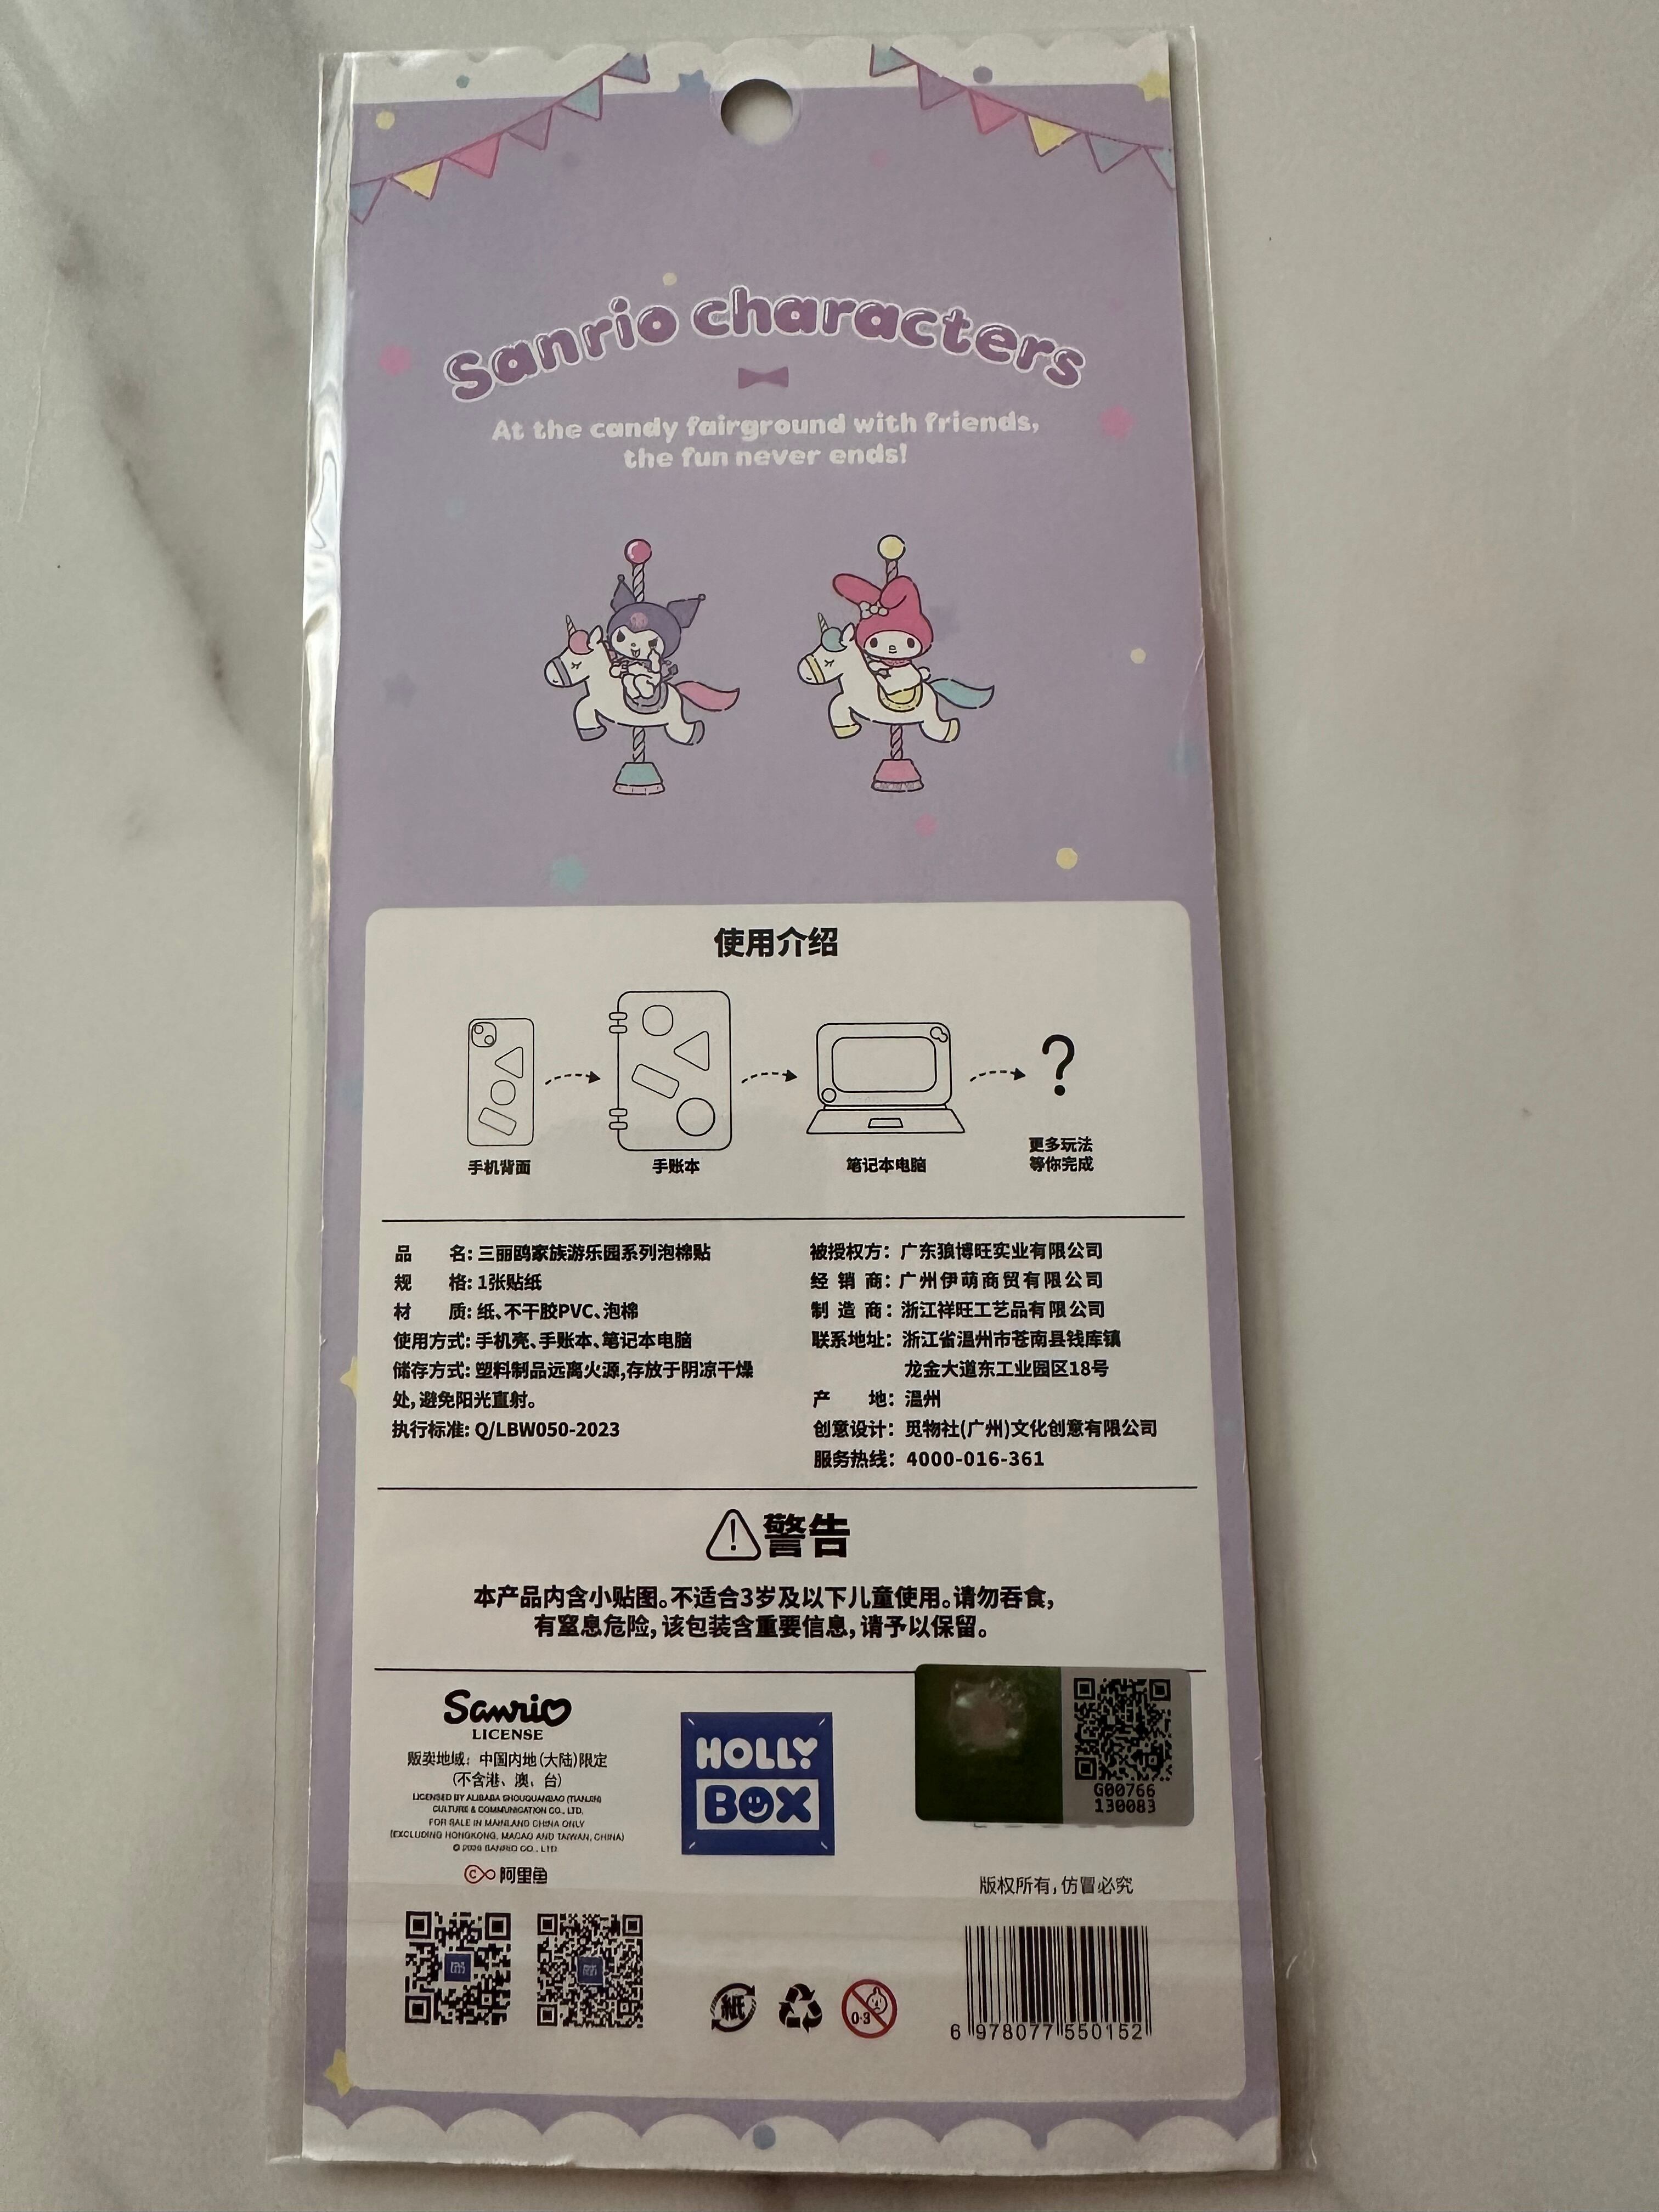 Sanrio characters
At the candy fairground with friends,
the fun never ends!
使用介绍
手机背面
手账本
笔记本电脑
更多玩法
等你完成
品 名: 三丽鸥家族游乐园系列泡棉贴
规 格: 1张贴纸
材 质: 纸、不干胶PVC、泡棉
使用方式: 手机壳、手账本、笔记本电脑
储存方式: 塑料制品远离火源,存放于阴凉干燥
处,避免阳光直射。
执行标准: Q/LBW050-2023
被授权方: 广东狼博旺实业有限公司
经 销 商: 广州伊萌商贸有限公司
制 造 商: 浙江祥旺工艺品有限公司
联系地址: 浙江省温州市苍南县钱库镇
龙金大道东工业园区18号
产 地: 温州
创意设计: 觅物社(广州)文化创意有限公司
服务热线: 4000-016-361
警告
本产品内含小贴图。不适合3岁及以下儿童使用。请勿吞食,
有窒息危险,该包装含重要信息,请予以保留。
Sanrio
LICENSE
贩卖地域: 中国内地(大陆)限定
(不含港、澳、台)
LICENSED BY ALIBABA SHOUQUANBAO (TIANJIN)
CULTURE & COMMUNICATION CO., LTD.
FOR SALE IN MAINLAND CHINA ONLY
(EXCLUDING HONGKONG, MACAO AND TAIWAN, CHINA)
SANRIO CO., LTD.
阿里鱼
HOLLY
BOX
G00766
130083
版权所有,仿冒必究
紙
0-3
6 978077 550152